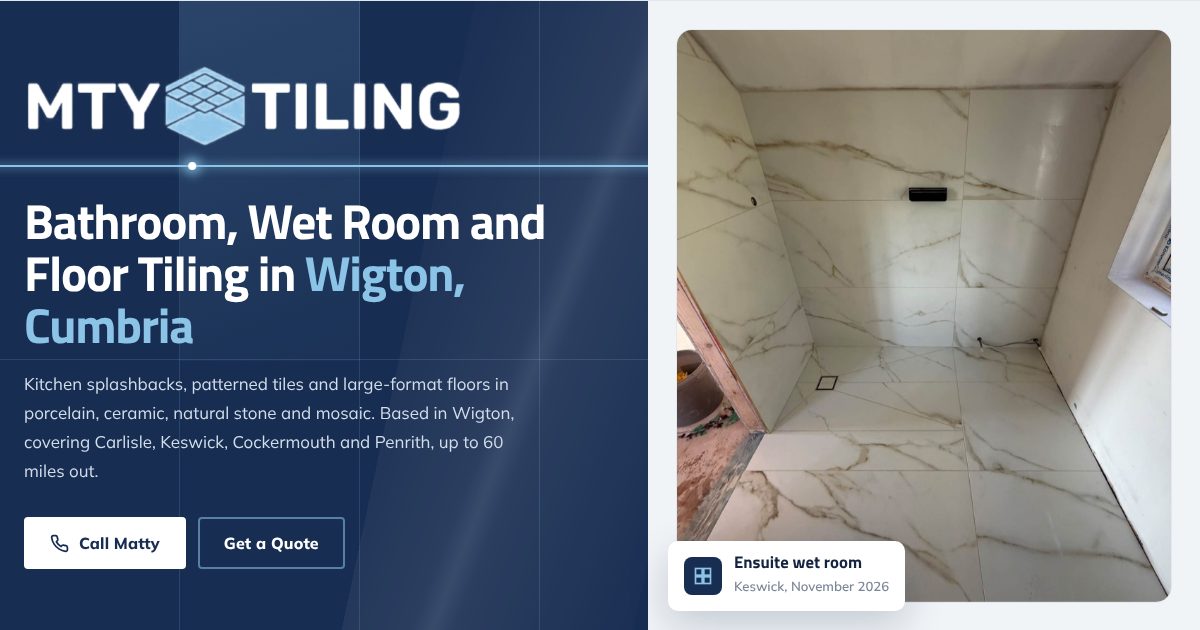 MTY TILING
Bathroom, Wet Room and
Floor Tiling in Wigton,
Cumbria
Kitchen splashbacks, patterned tiles and large-format floors in
porcelain, ceramic, natural stone and mosaic. Based in Wigton,
covering Carlisle, Keswick, Cockermouth and Penrith, up to 60
miles out.
Call Matty
Get a Quote
Ensuite wet room
Keswick, November 2026